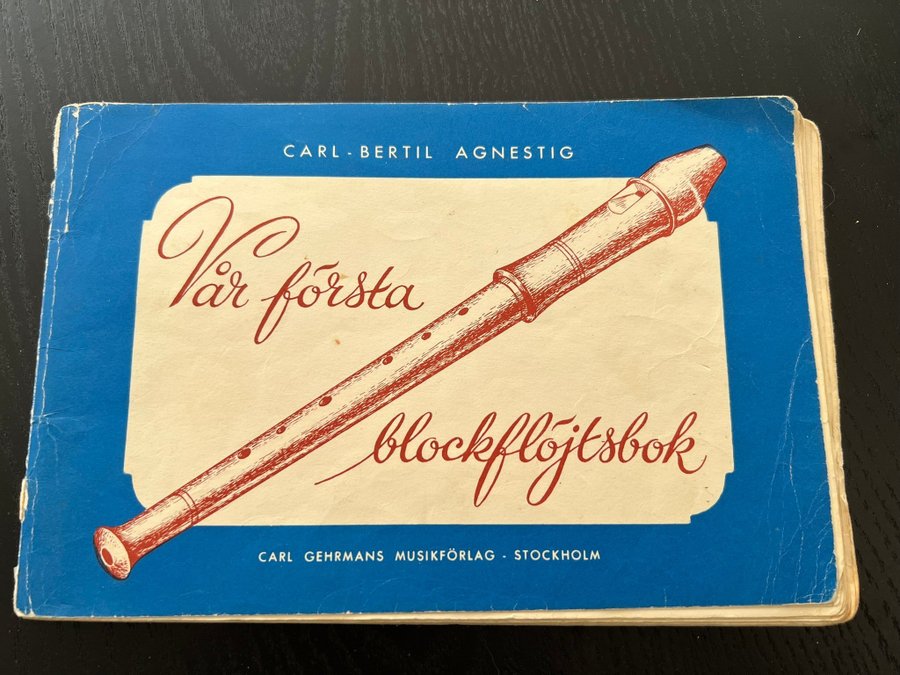 CARL-BERTIL AGNESTIG
Vår första
blockflöjtsbok
CARL GEHRMANS MUSIKFÖRLAG - STOCKHOLM